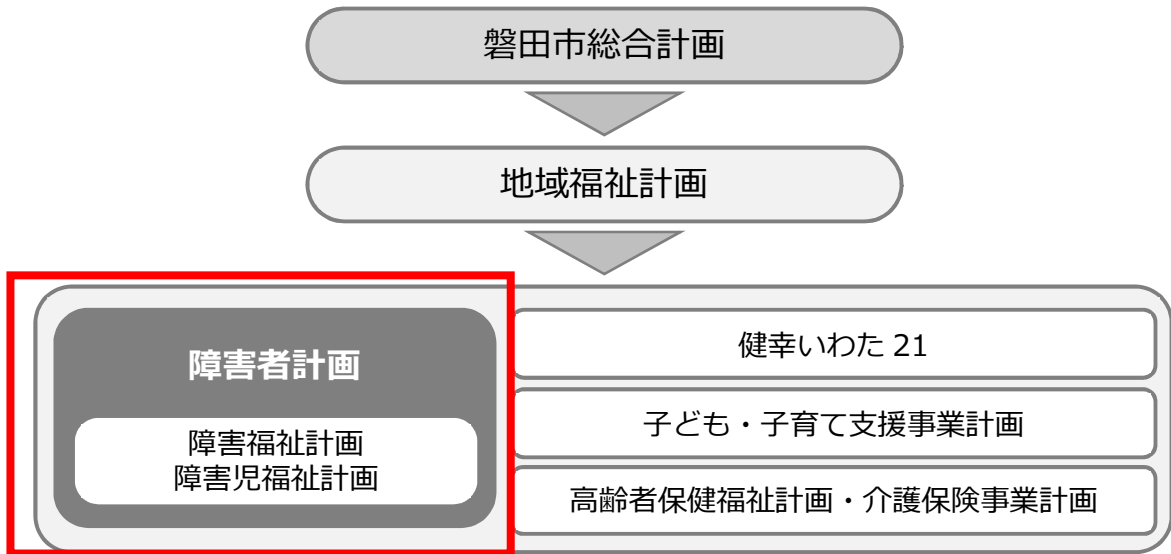 磐田市総合計画
地域福祉計画
障害者計画
障害福祉計画
障害児福祉計画
健幸いわた 21
子ども・子育て支援事業計画
高齢者保健福祉計画・介護保険事業計画